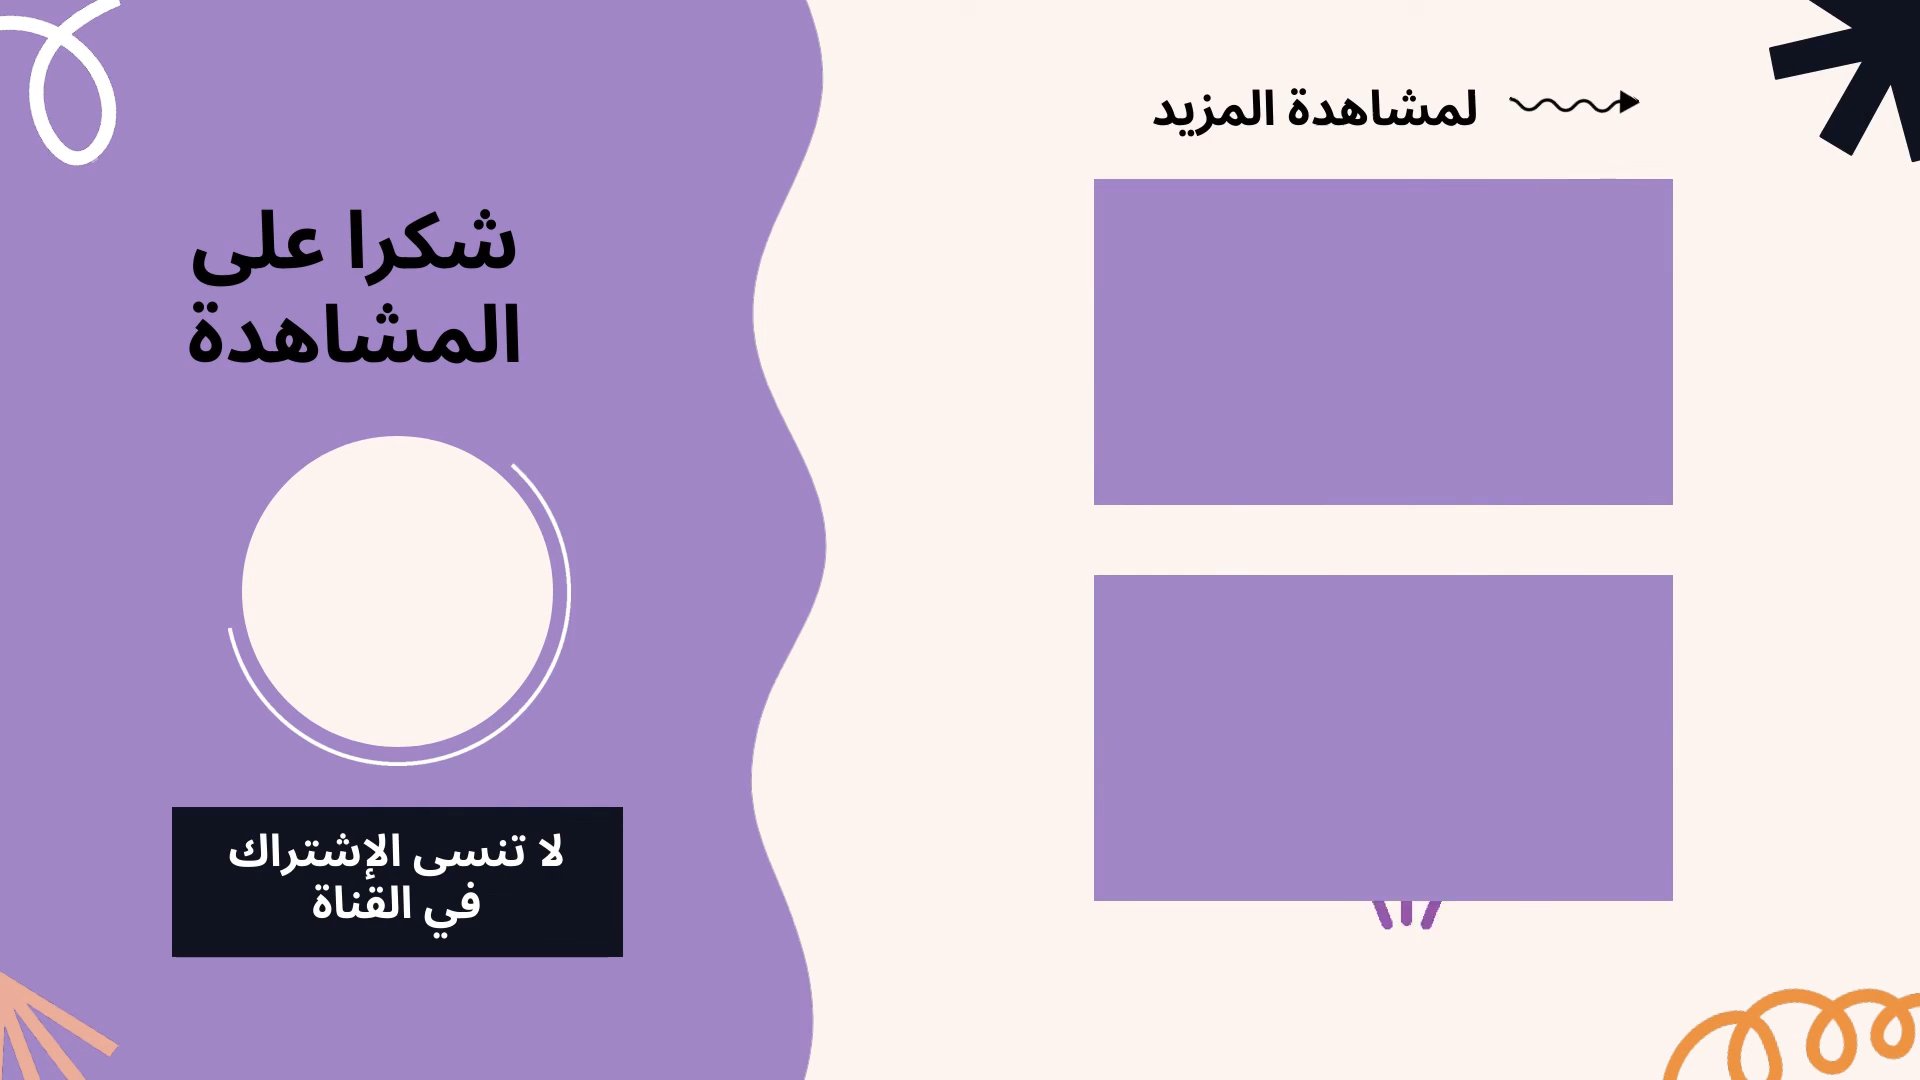 لمشاهدة المزيد
شكرا على
المشاهدة
لا تنسى الإشتراك
في القناة